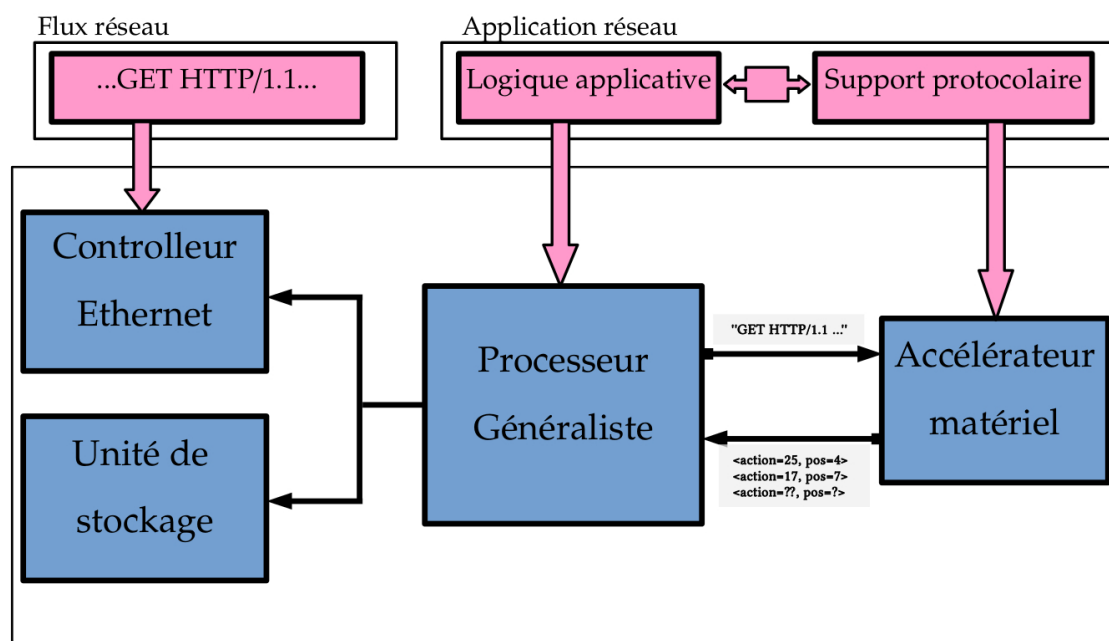 Flux réseau
Application réseau
...GET HTTP/1.1...
Logique applicative
Support protocolaire
Controlleur
Ethernet
Unité de
stockage
Processeur
Généraliste
"GET HTTP/1.1 ..."
<action=25, pos=4>
<action=17, pos=7>
<action=??, pos=?>
Accélérateur
matériel